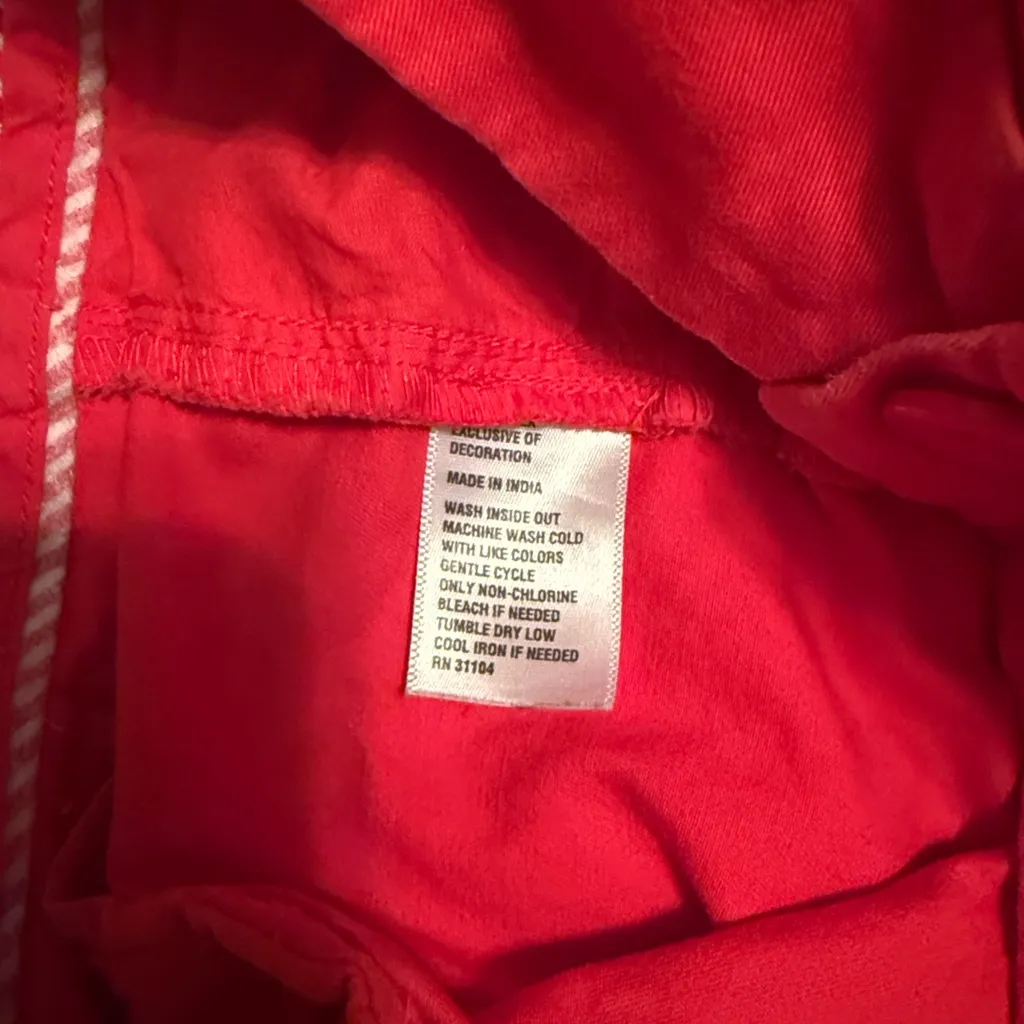 EXCLUSIVE OF
DECORATION
MADE IN INDIA
WASH INSIDE OUT
MACHINE WASH COLD
WITH LIKE COLORS
GENTLE CYCLE
ONLY NON-CHLORINE
BLEACH IF NEEDED
TUMBLE DRY LOW
COOL IRON IF NEEDED
RN 31104